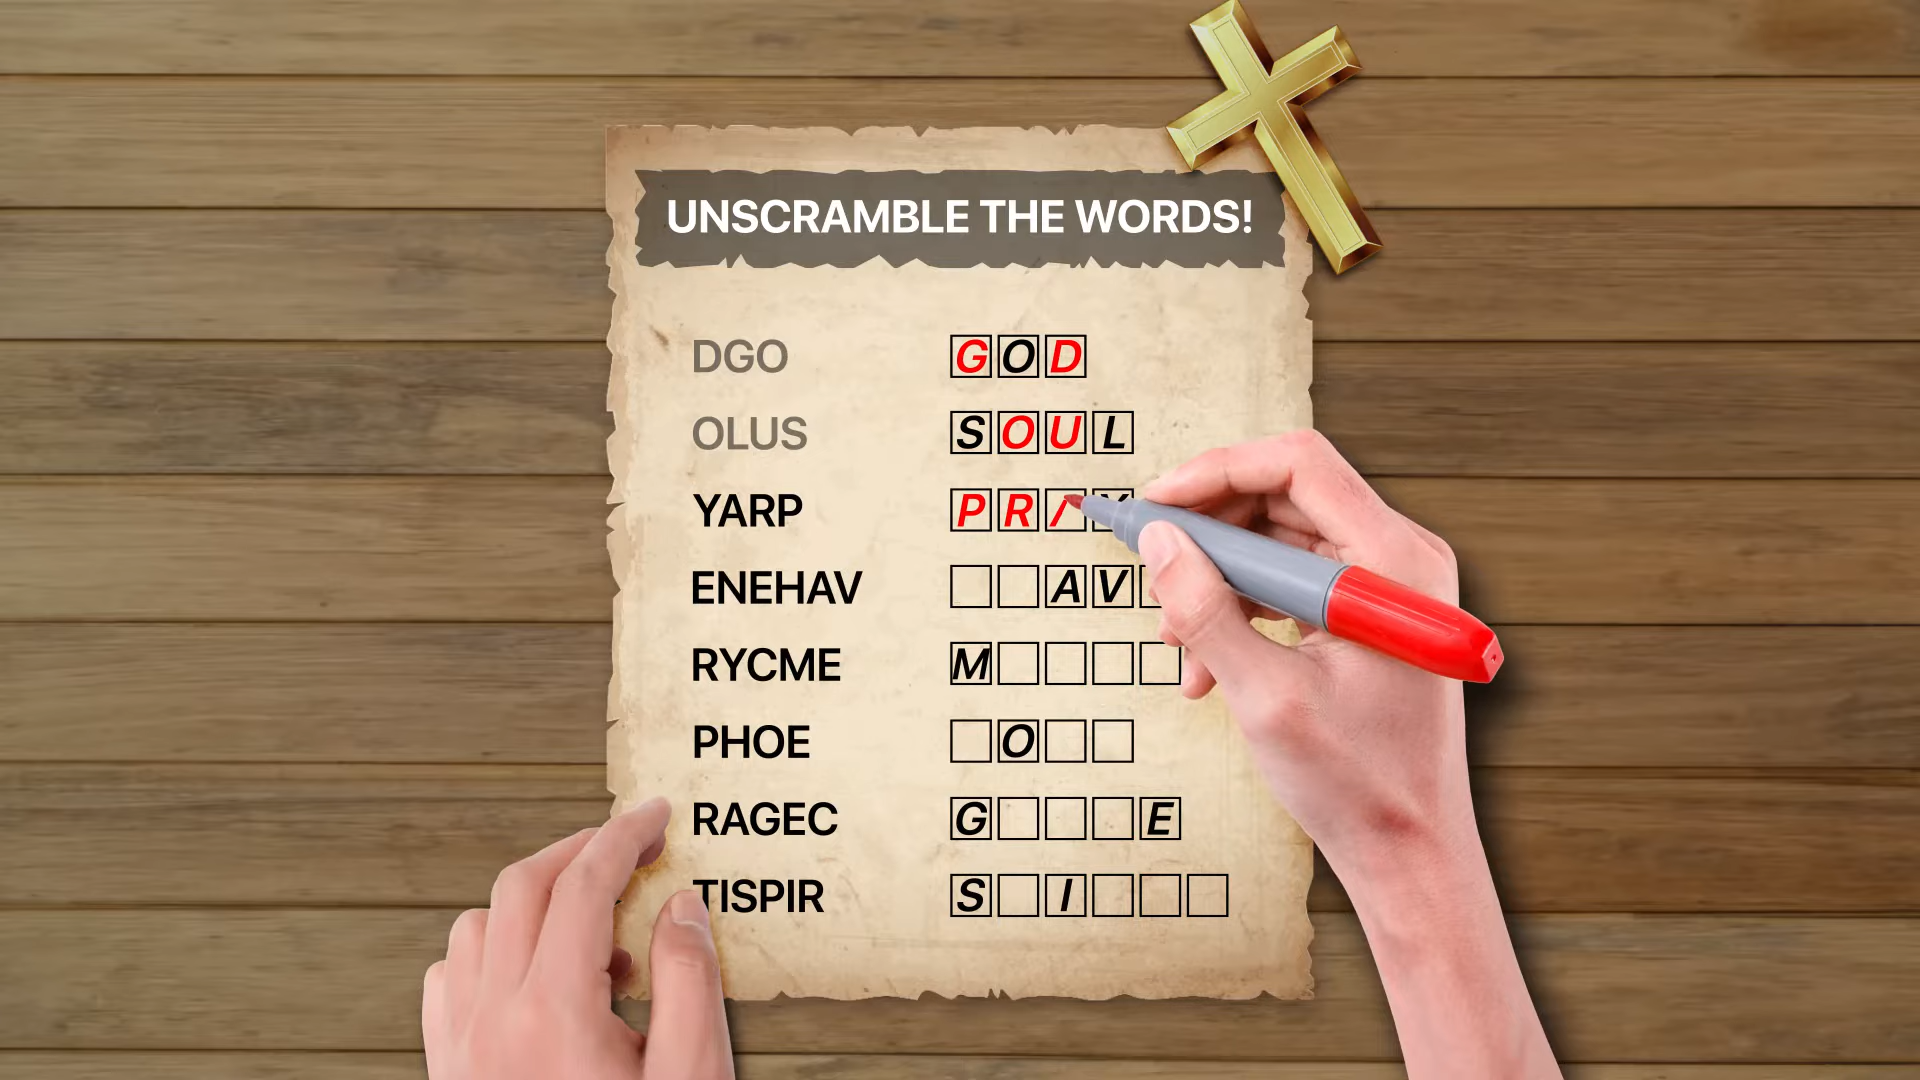 UNSCRAMBLE THE WORDS!
DGO GOD
OLUS SOUL
YARP PR
ENEHAV AV
RYCME M
PHOE O
RAGEC G E
TISPIR S I